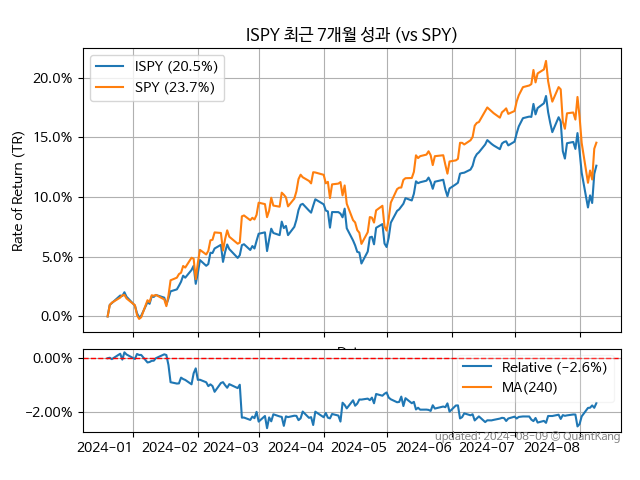 ISPY 최근 7개월 성과 (vs SPY)
ISPY (20.5%)
SPY (23.7%)
Rate of Return (TR)
20.0%
15.0%
10.0%
5.0%
0.0%
0.00%
−2.00%
Relative (−2.6%)
MA(240)
2024-01 2024-02 2024-03 2024-04 2024-05 2024-06 2024-07 2024-08
updated: 2024-08-09 © QuantKang